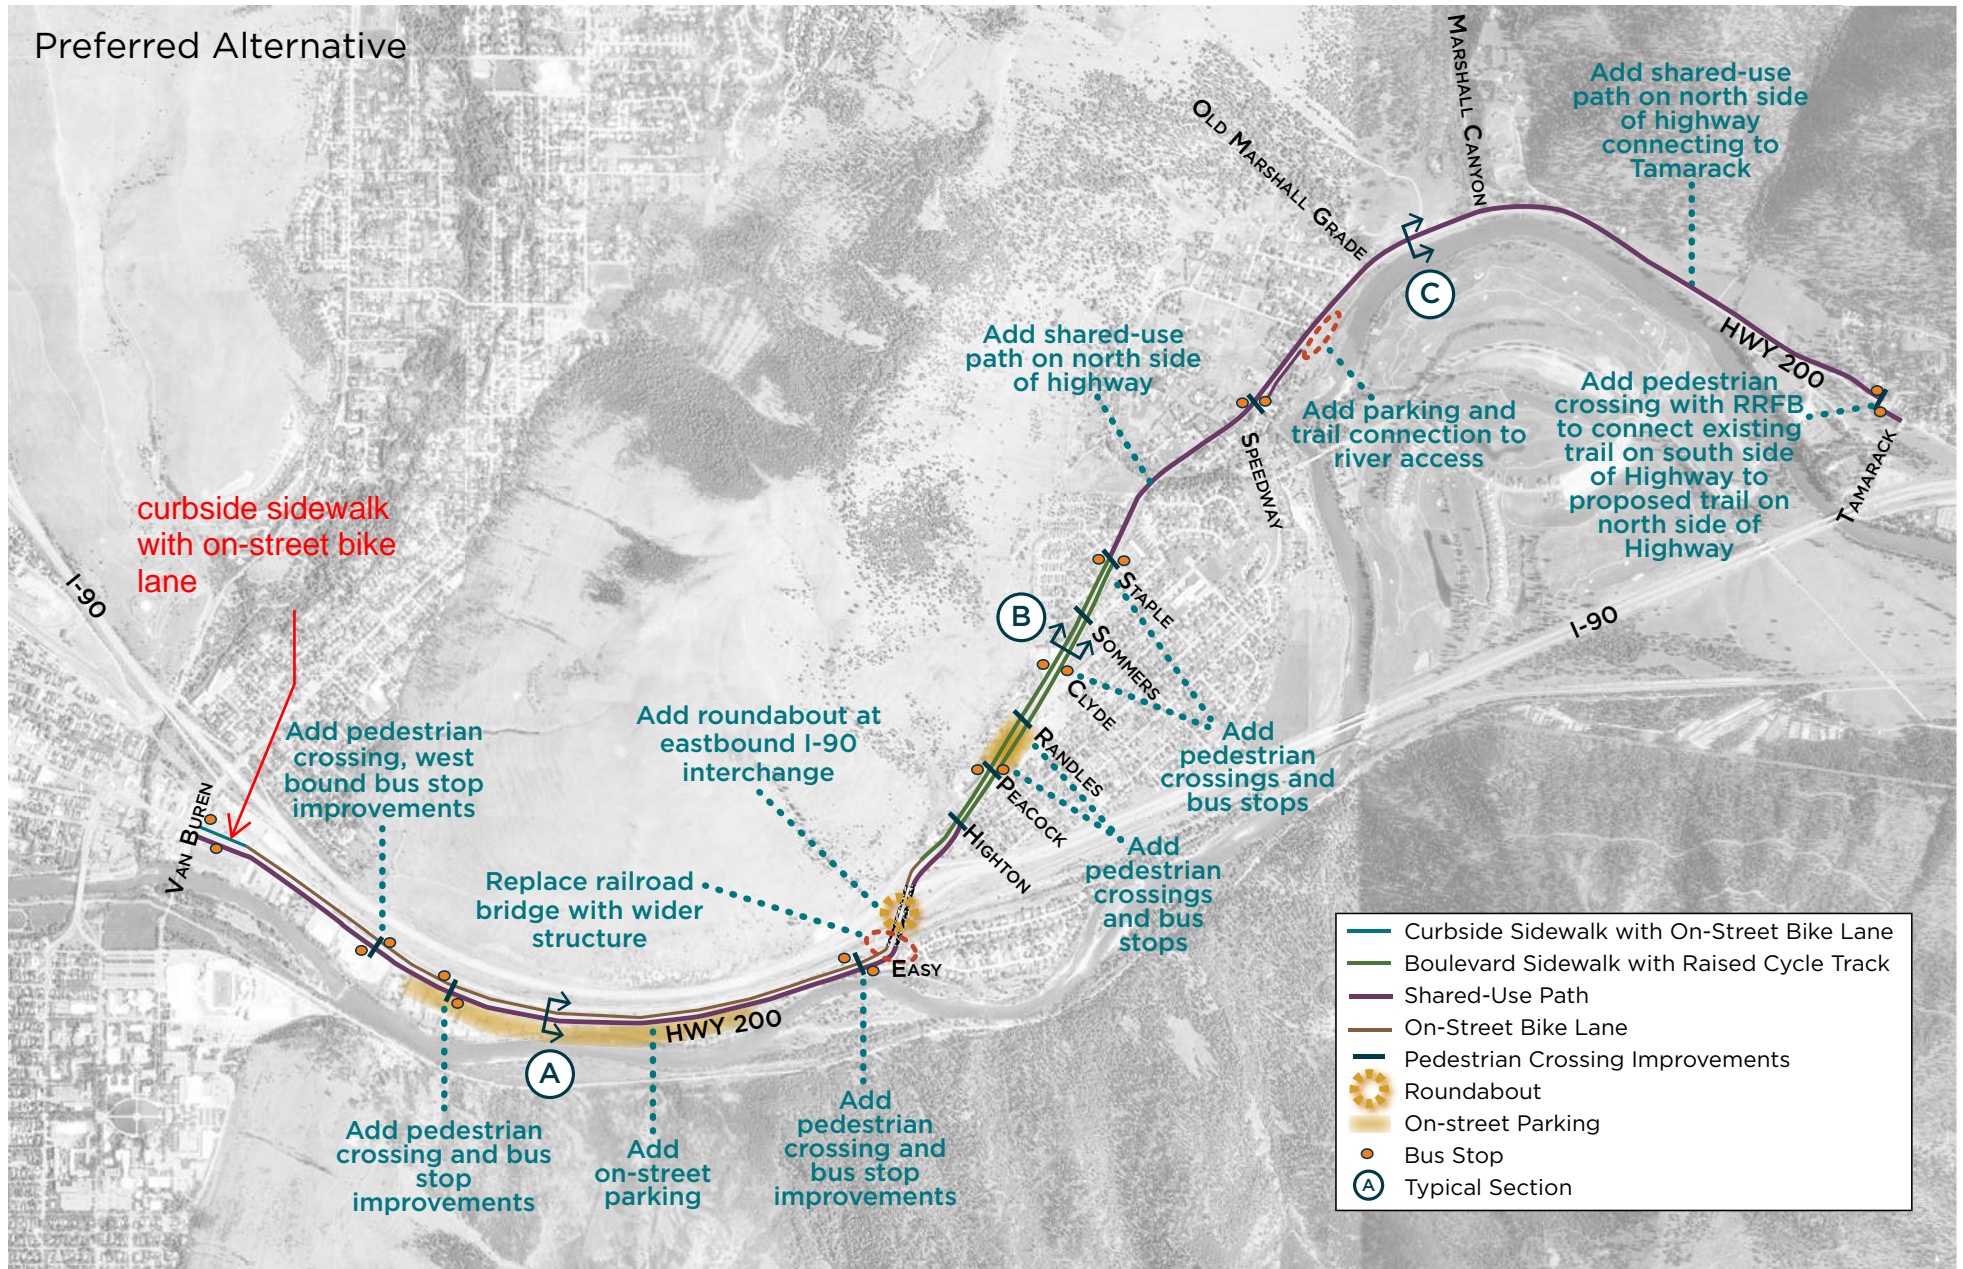 Preferred Alternative
MARSHALL CANYON
OLD MARSHALL GRADE
Add shared-use
path on north side
of highway
connecting to
Tamarack
C
HWY 200
Add shared-use
path on north side
of highway
Add parking and
trail connection to
river access
Add pedestrian
crossing with RRFB
to connect existing
trail on south side
of Highway to
proposed trail on
north side of
Highway
TAMARACK
SPEEDWAY
curbside sidewalk
with on-street bike
lane
I-90
I-90
B
STAPLE
SOMMERS
CLYDE
RANDLES
PEACOCK
HIGHTON
Add
pedestrian
crossings and
bus stops
Add
pedestrian
crossings
and bus
stops
Add pedestrian
crossing, west
bound bus stop
improvements
Add roundabout at
eastbound I-90
interchange
VAN BUREN
Replace railroad
bridge with wider
structure
EASY
HWY 200
A
Add pedestrian
crossing and bus
stop
improvements
Add
on-street
parking
Add
pedestrian
crossing and
bus stop
improvements
Curbside Sidewalk with On-Street Bike Lane
Boulevard Sidewalk with Raised Cycle Track
Shared-Use Path
On-Street Bike Lane
Pedestrian Crossing Improvements
Roundabout
On-street Parking
Bus Stop
A Typical Section